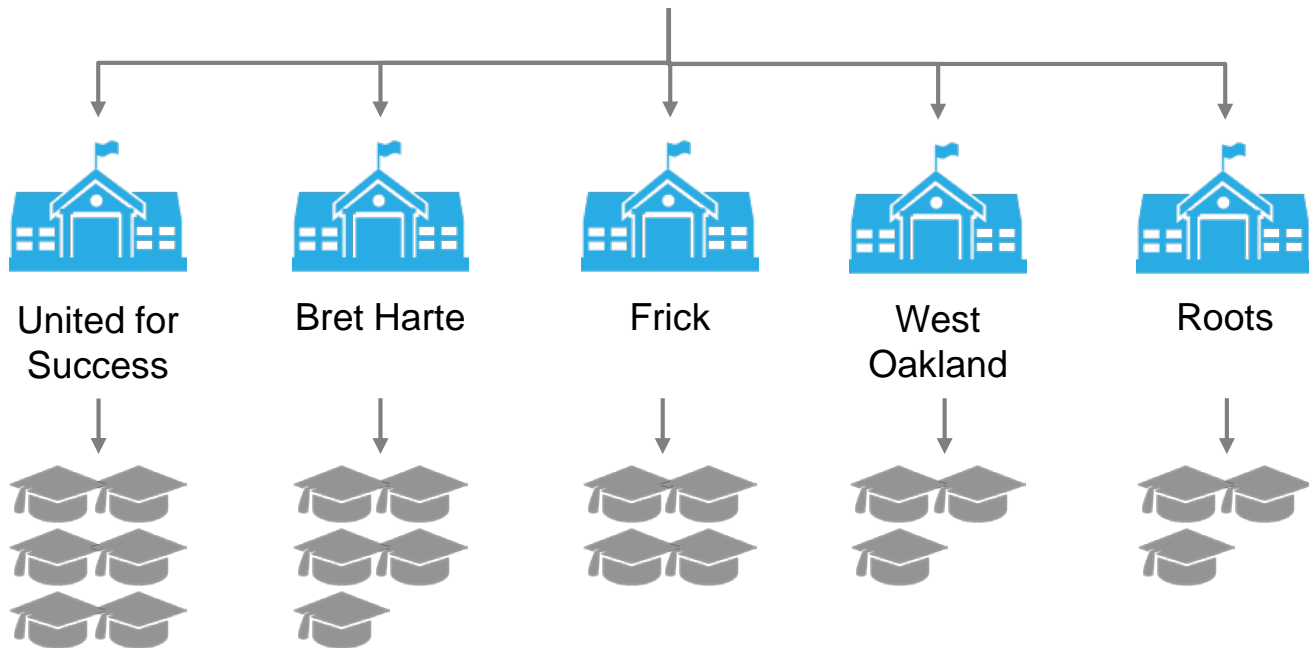 United for
Success
Bret Harte
Frick
West
Oakland
Roots